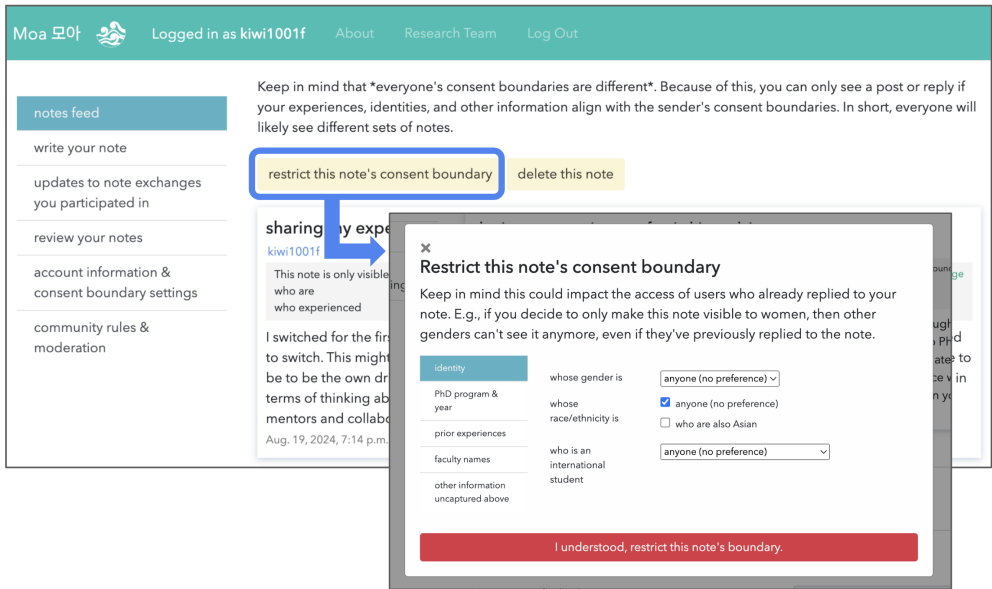 Moa 모아
Logged in as kiwi1001f
About
Research Team
Log Out
notes feed
write your note
updates to note exchanges
you participated in
review your notes
account information &
consent boundary settings
community rules &
moderation
Keep in mind that *everyone's consent boundaries are different*. Because of this, you can only see a post or reply if
your experiences, identities, and other information align with the sender's consent boundaries. In short, everyone will
likely see different sets of notes.
restrict this note's consent boundary
delete this note
sharing my expe
kiwi1001f
This note is only visible
who are
who experienced
I switched for the firs
to switch. This might
be to be the own dr
terms of thinking ab
mentors and collabo
Aug. 19, 2024, 7:14 p.m.
×
Restrict this note's consent boundary
Keep in mind this could impact the access of users who already replied to your
note. E.g., if you decide to only make this note visible to women, then other
genders can't see it anymore, even if they've previously replied to the note.
identity
PhD program &
year
prior experiences
faculty names
other information
uncaptured above
whose gender is
anyone (no preference)
whose
race/ethnicity is
anyone (no preference)
who are also Asian
who is an
international
student
anyone (no preference)
I understood, restrict this note's boundary.